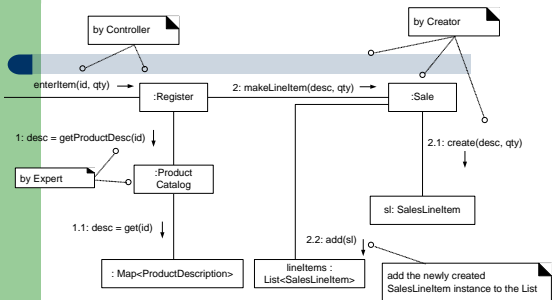 by Controller
by Creator
enterItem(id, qty)
:Register
2: makeLineItem(desc, qty)
:Sale
1: desc = getProductDesc(id)
2.1: create(desc, qty)
by Expert
:Product
Catalog
sl: SalesLineItem
1.1: desc = get(id)
2.2: add(sl)
: Map<ProductDescription>
lineItems :
List<SalesLineItem>
add the newly created
SalesLineItem instance to the List